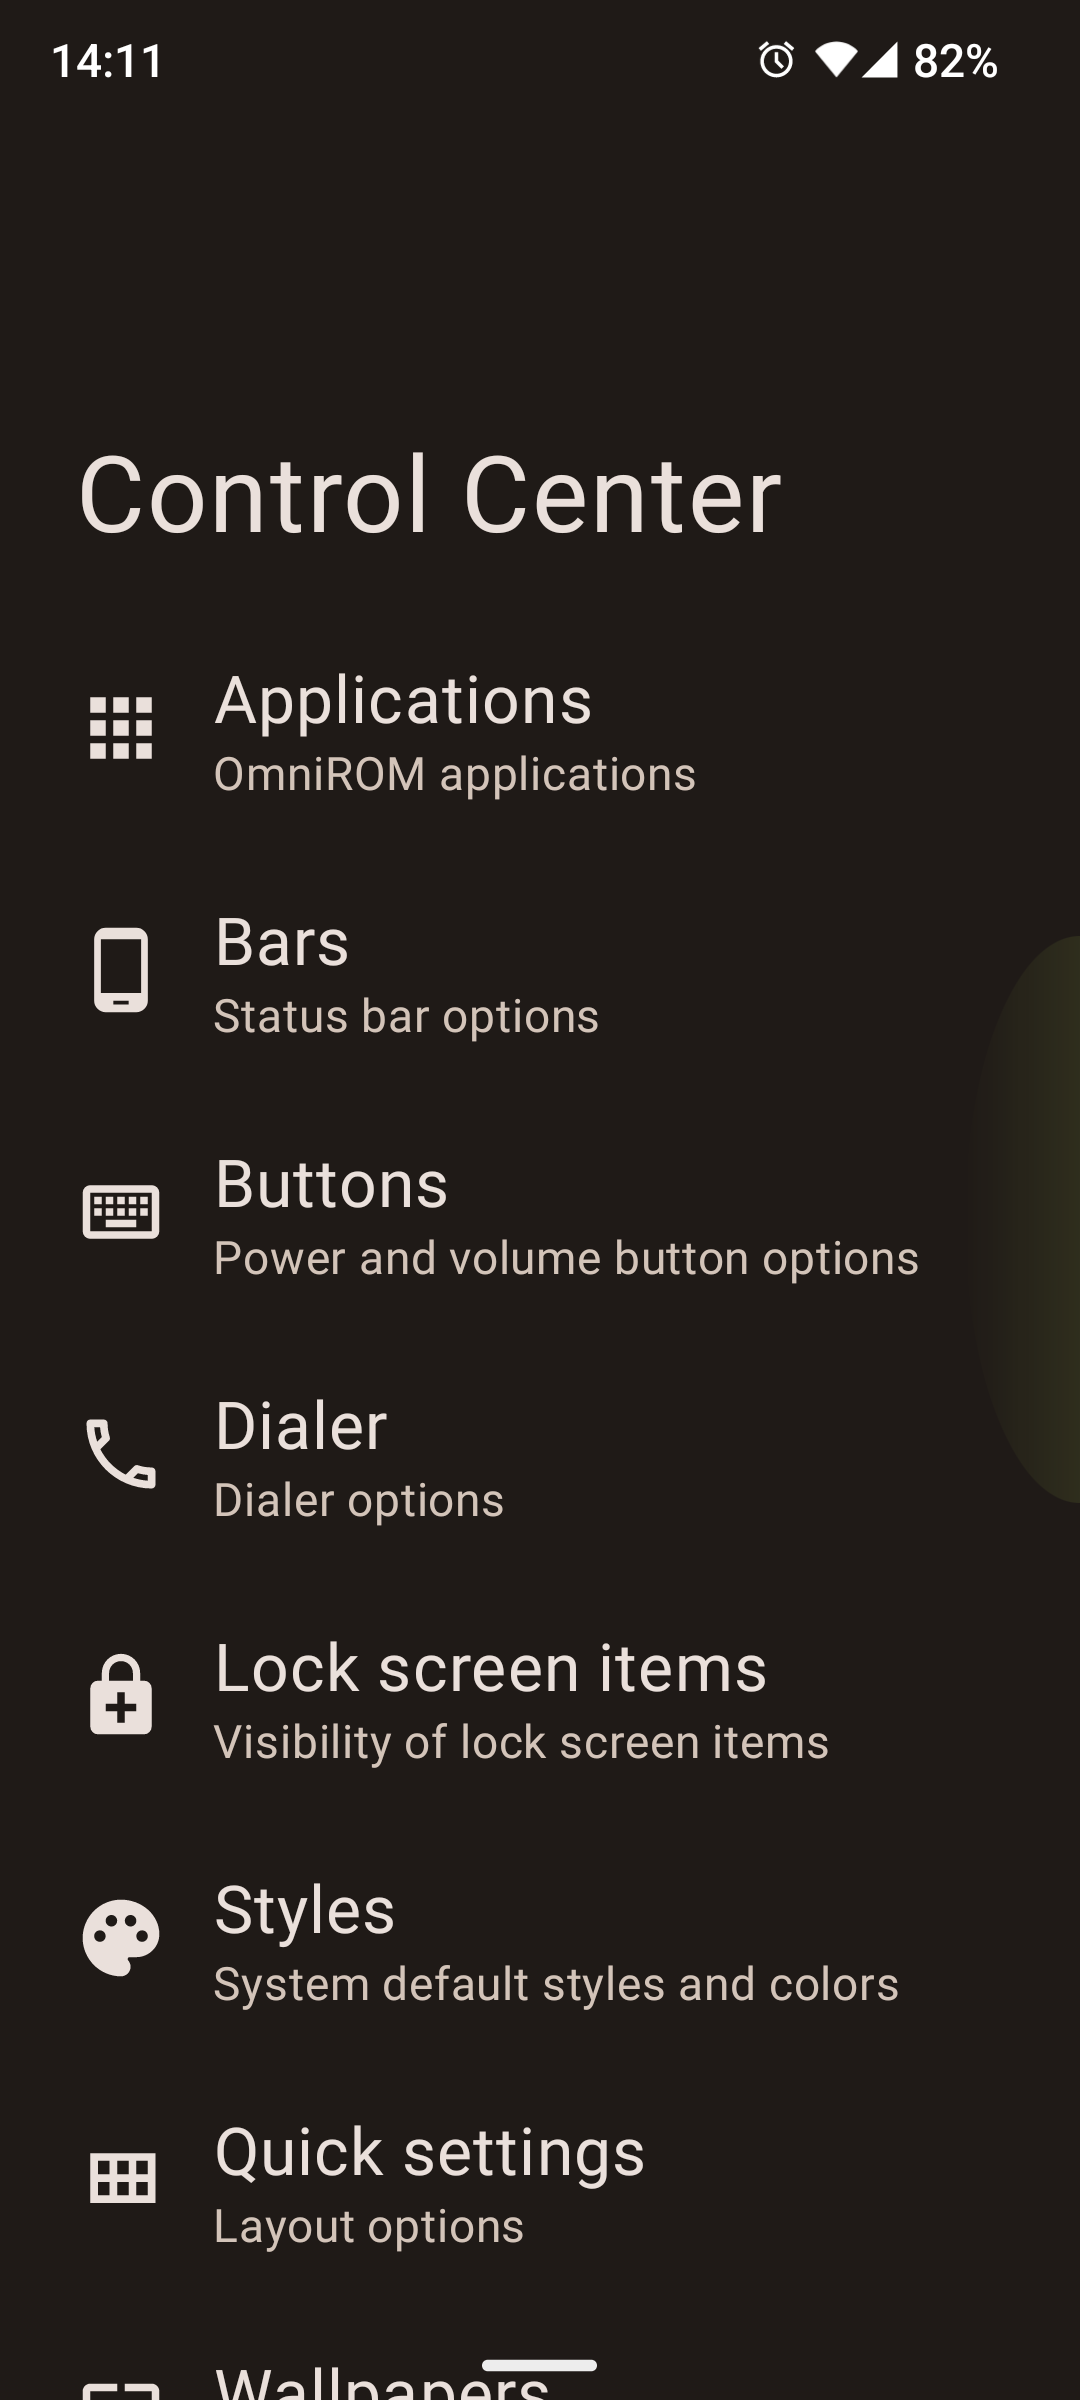 14:11 82%
Control Center
Applications
OmniROM applications
Bars
Status bar options
Buttons
Power and volume button options
Dialer
Dialer options
Lock screen items
Visibility of lock screen items
Styles
System default styles and colors
Quick settings
Layout options
Wallpapers